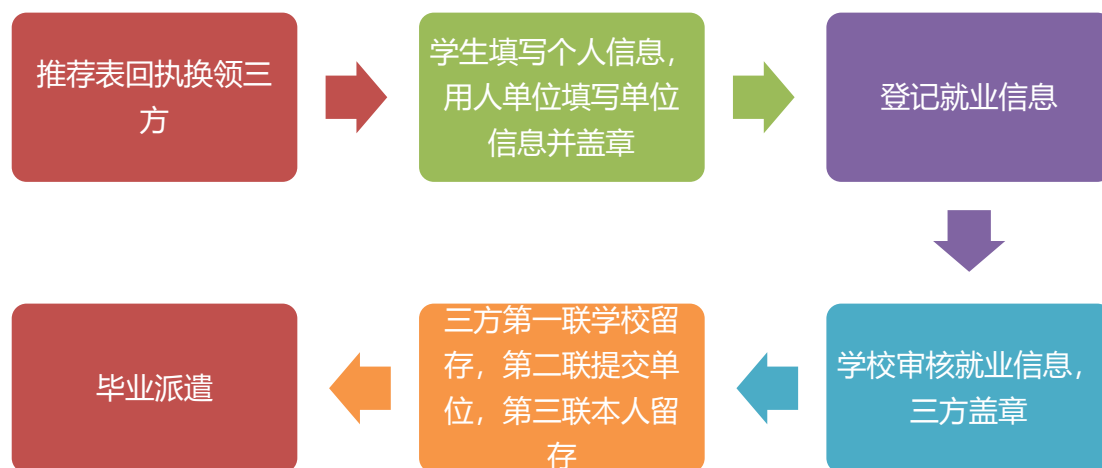 推荐表回执换领三
方
学生填写个人信息，
用人单位填写单位
信息并盖章
登记就业信息
学校审核就业信息，
三方盖章
三方第一联学校留
存，第二联提交单
位，第三联本人留
存
毕业派遣